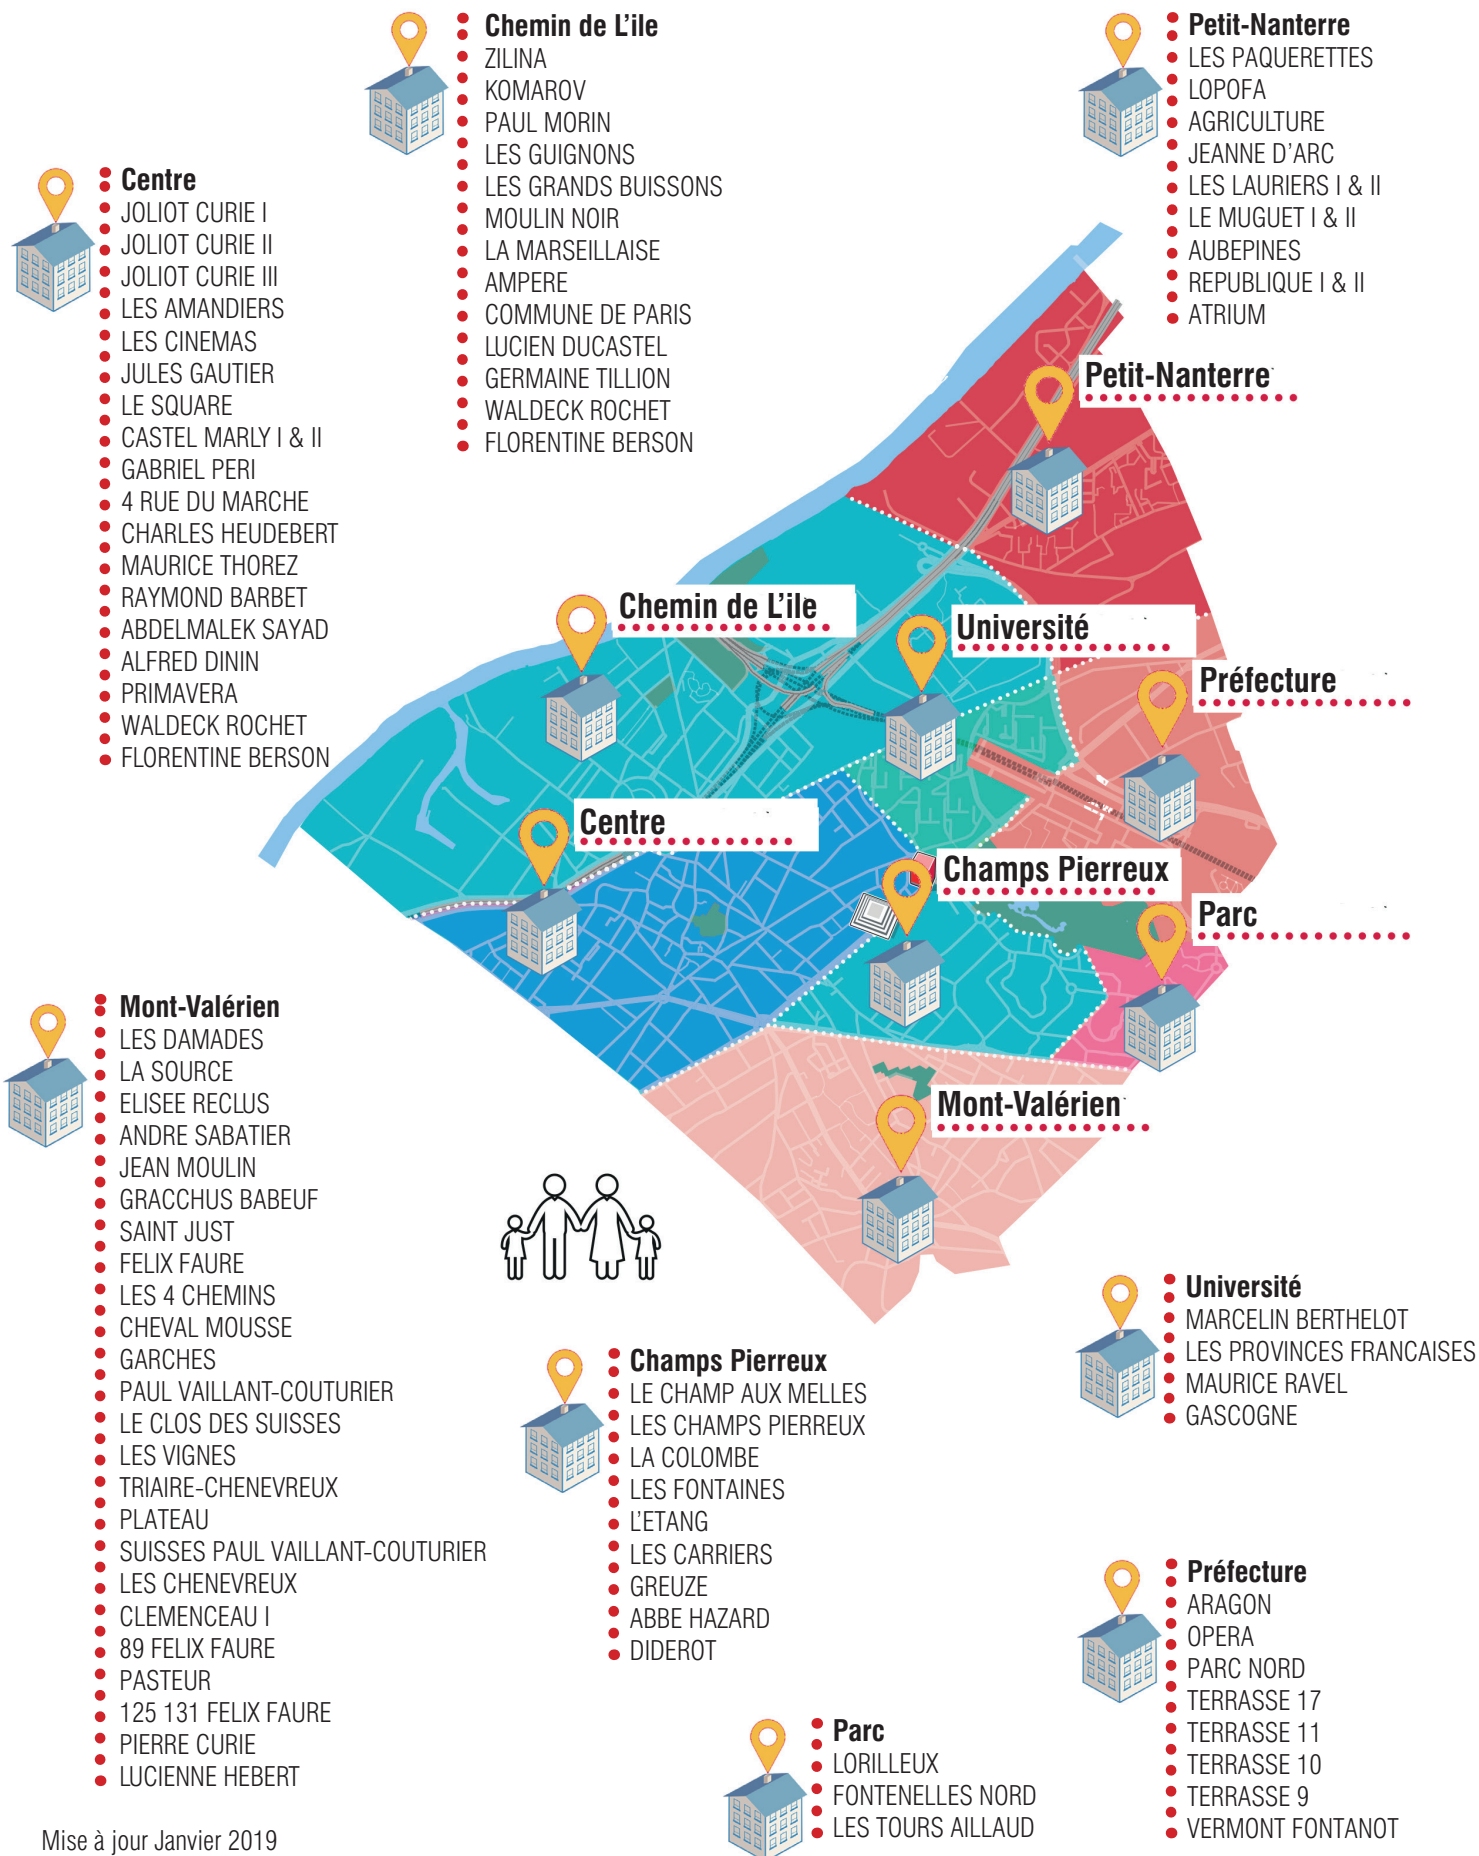 Chemin de L'ile
ZILINA
KOMAROV
PAUL MORIN
LES GUIGNONS
LES GRANDS BUISSONS
MOULIN NOIR
LA MARSEILLAISE
AMPERE
COMMUNE DE PARIS
LUCIEN DUCASTEL
GERMAINE TILLION
WALDECK ROCHET
FLORENTINE BERSON
Petit-Nanterre
LES PAQUERETTES
LOPOFA
AGRICULTURE
JEANNE D'ARC
LES LAURIERS I & II
LE MUGUET I & II
AUBEPINES
REPUBLIQUE I & II
ATRIUM
Centre
JOLIOT CURIE I
JOLIOT CURIE II
JOLIOT CURIE III
LES AMANDIERS
LES CINEMAS
JULES GAUTIER
LE SQUARE
CASTEL MARLY I & II
GABRIEL PERI
4 RUE DU MARCHE
CHARLES HEUDEBERT
MAURICE THOREZ
RAYMOND BARBET
ABDELMALEK SAYAD
ALFRED DININ
PRIMAVERA
WALDECK ROCHET
FLORENTINE BERSON
Petit-Nanterre
Chemin de L'ile
Université
Préfecture
Centre
Champs Pierreux
Parc
Mont-Valérien
Mont-Valérien
LES DAMADES
LA SOURCE
ELISEE RECLUS
ANDRE SABATIER
JEAN MOULIN
GRACCHUS BABEUF
SAINT JUST
FELIX FAURE
LES 4 CHEMINS
CHEVAL MOUSSE
GARCHES
PAUL VAILLANT-COUTURIER
LE CLOS DES SUISSES
LES VIGNES
TRIAIRE-CHENEVREUX
PLATEAU
SUISSES PAUL VAILLANT-COUTURIER
LES CHENEVREUX
CLEMENCEAU I
89 FELIX FAURE
PASTEUR
125 131 FELIX FAURE
PIERRE CURIE
LUCIENNE HEBERT
Champs Pierreux
LE CHAMP AUX MELLES
LES CHAMPS PIERREUX
LA COLOMBE
LES FONTAINES
L'ETANG
LES CARRIERS
GREUZE
ABBE HAZARD
DIDEROT
Université
MARCELIN BERTHELOT
LES PROVINCES FRANCAISES
MAURICE RAVEL
GASCOGNE
Préfecture
ARAGON
OPERA
PARC NORD
TERRASSE 17
TERRASSE 11
TERRASSE 10
TERRASSE 9
VERMONT FONTANOT
Parc
LORILLEUX
FONTENELLES NORD
LES TOURS AILLAUD
Mise à jour Janvier 2019